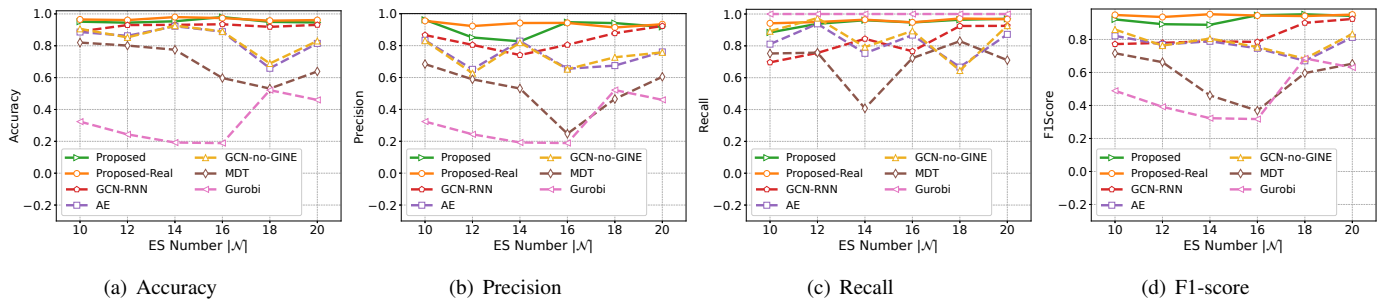 Accuracy
1.0
0.8
0.6
0.4
0.2
0.0
−0.2
Proposed
Proposed-Real
GCN-RNN
AE
GCN-no-GINE
MDT
Gurobi
10 12 14 16 18 20
ES Number |𝒩|
(a) Accuracy
Precision
1.0
0.8
0.6
0.4
0.2
0.0
−0.2
Proposed
Proposed-Real
GCN-RNN
AE
GCN-no-GINE
MDT
Gurobi
10 12 14 16 18 20
ES Number |𝒩|
(b) Precision
Recall
1.0
0.8
0.6
0.4
0.2
0.0
−0.2
Proposed
Proposed-Real
GCN-RNN
AE
GCN-no-GINE
MDT
Gurobi
10 12 14 16 18 20
ES Number |𝒩|
(c) Recall
F1Score
0.8
0.6
0.4
0.2
0.0
−0.2
Proposed
Proposed-Real
GCN-RNN
AE
GCN-no-GINE
MDT
Gurobi
10 12 14 16 18 20
ES Number |𝒩|
(d) F1-score